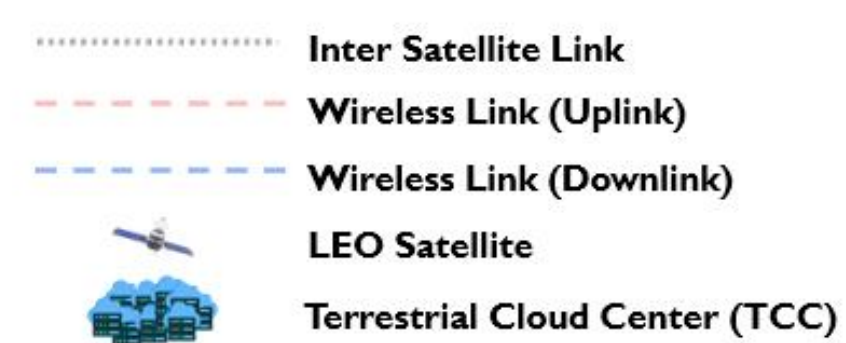 Inter Satellite Link
Wireless Link (Uplink)
Wireless Link (Downlink)
LEO Satellite
Terrestrial Cloud Center (TCC)